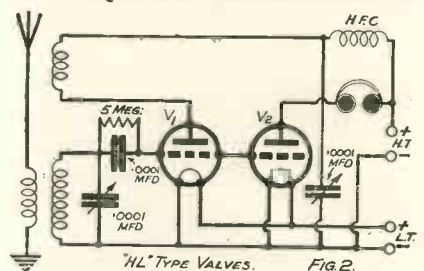 H.F.C
V1
V2
5 MEG:
.0001
MFD
.0001
MFD
.0001
MFD
+
H.T
-
+
L.T.
-
"HL" TYPE VALVES.
FIG. 2.